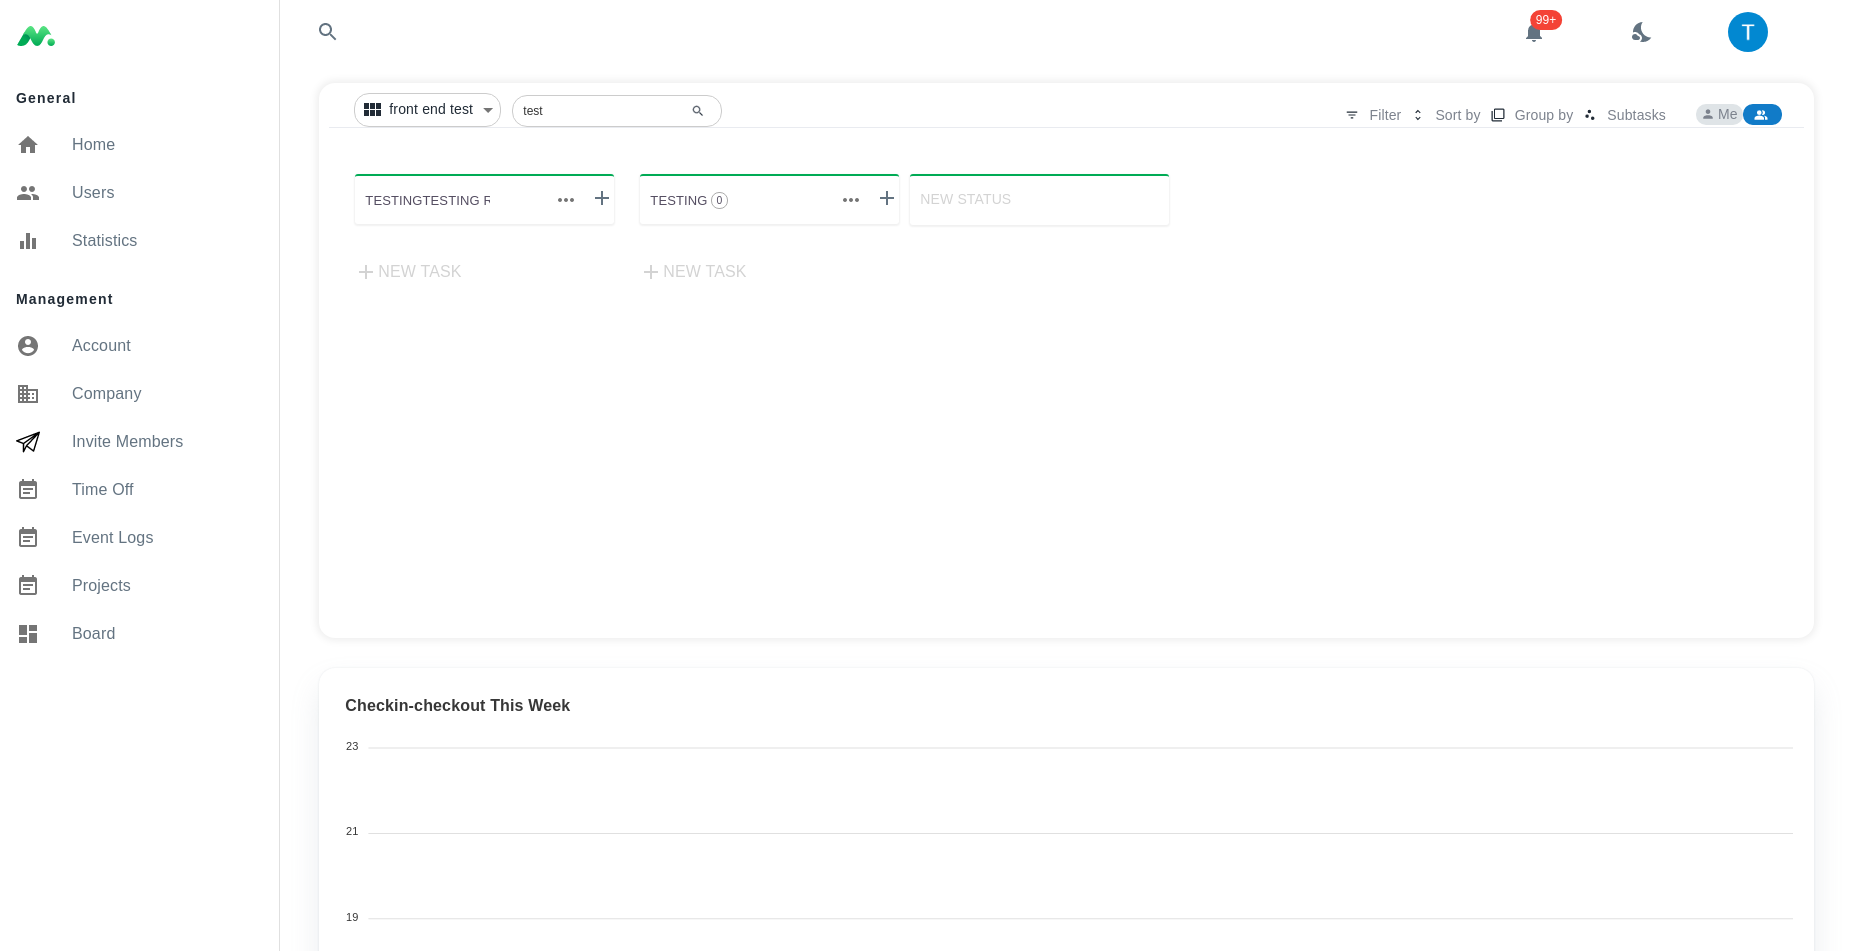 99+
T
General
Home
Users
Statistics
Management
Account
Company
Invite Members
Time Off
Event Logs
Projects
Board
front end test
test
Filter
Sort by
Group by
Subtasks
Me
TESTINGTESTING R
TESTING 0
NEW STATUS
NEW TASK
NEW TASK
Checkin-checkout This Week
23
21
19